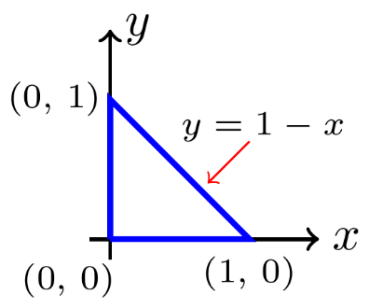 y
(0, 1)
y = 1 − x
x
(0, 0)
(1, 0)